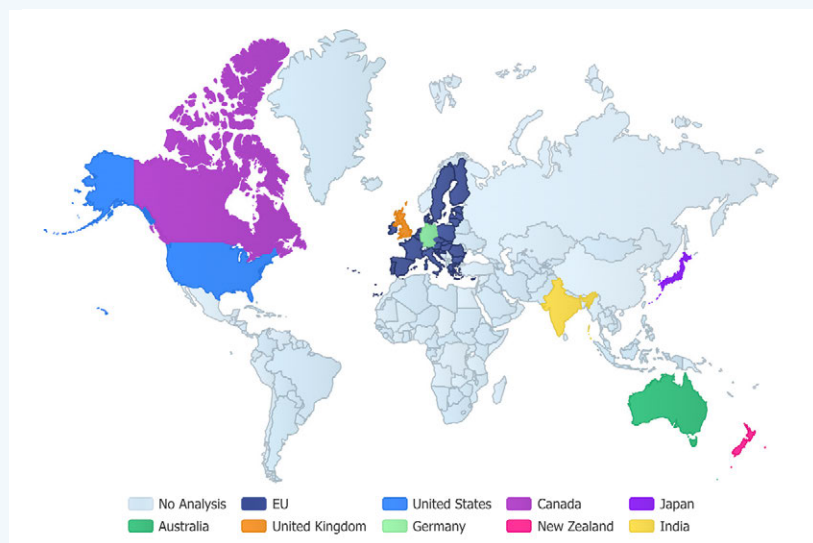 No Analysis EU United States Canada Japan
Australia United Kingdom Germany New Zealand India